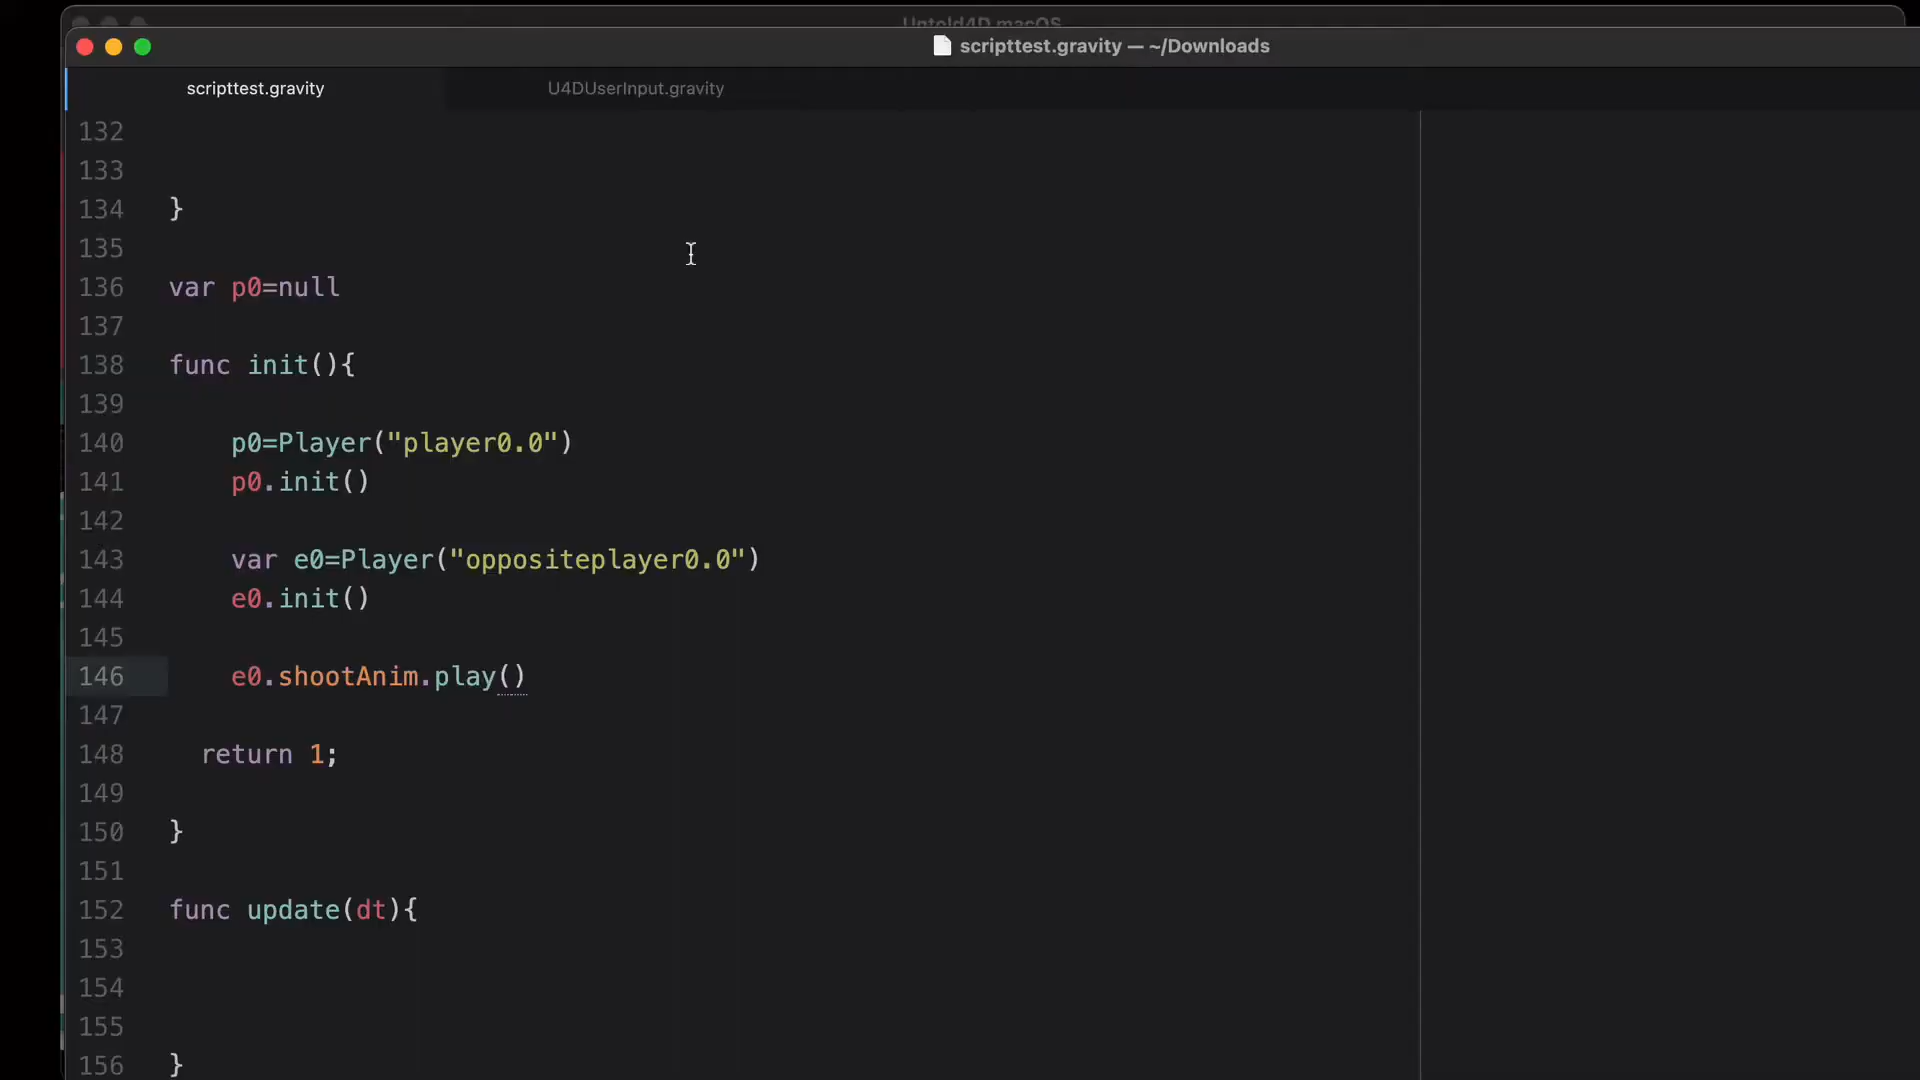 Untold4D macOS
scripttest.gravity — ~/Downloads
scripttest.gravity
U4DUserInput.gravity
132
133
134 }
135
136 var p0=null
137
138 func init(){
139
140 p0=Player("player0.0")
141 p0.init()
142
143 var e0=Player("oppositeplayer0.0")
144 e0.init()
145
146 e0.shootAnim.play()
147
148 return 1;
149
150 }
151
152 func update(dt){
153
154
155
156 }